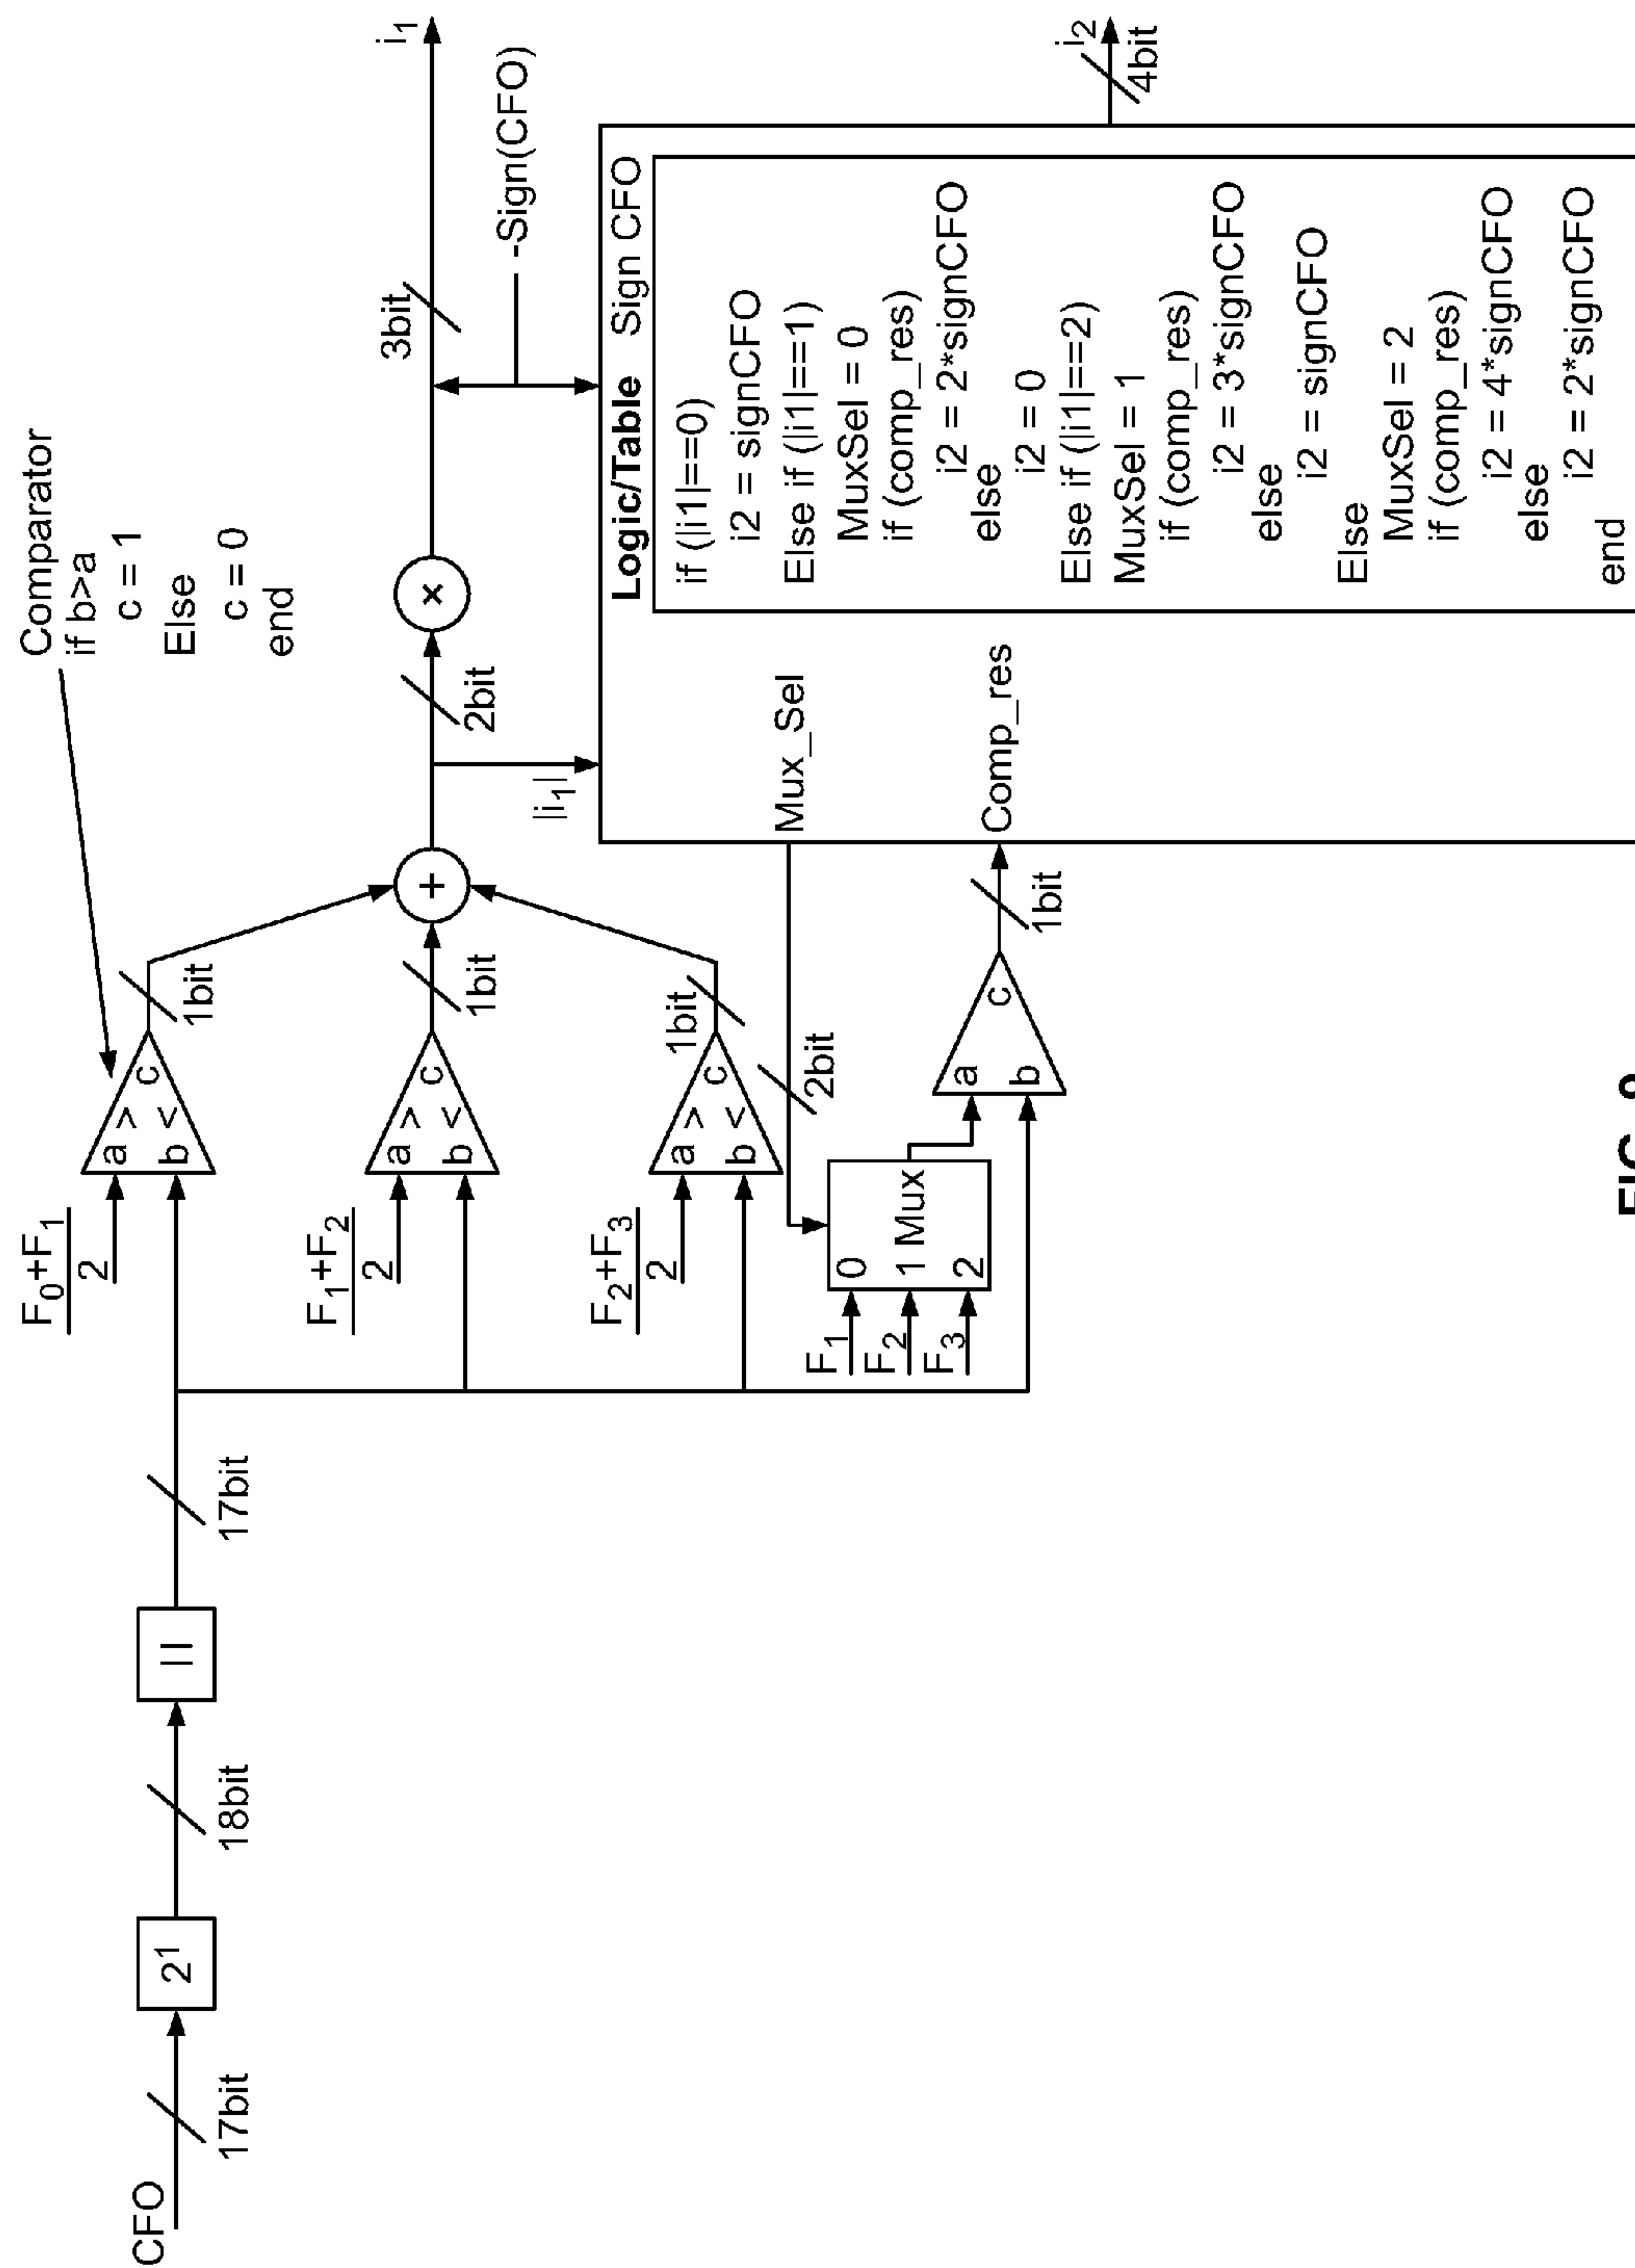 CFO
17bit
2¹
18bit
| |
17bit
F₀+F₁
2
a >
b <
c
1bit
Comparator
if b>a
c = 1
Else
c = 0
end
F₁+F₂
2
a >
b <
c
1bit
F₂+F₃
2
a >
b <
c
1bit
+
2bit
×
3bit
i₁
-Sign(CFO)
|i₁|
F₁
F₂
F₃
0
1 Mux
2
2bit
a
b
c
1bit
Mux_Sel
Comp_res
Logic/Table Sign CFO
if (|i1|==0)
i2 = signCFO
Else if (|i1|==1)
MuxSel = 0
if (comp_res)
i2 = 2*signCFO
else
i2 = 0
Else if (|i1|==2)
MuxSel = 1
if (comp_res)
i2 = 3*signCFO
else
i2 = signCFO
Else
MuxSel = 2
if (comp_res)
i2 = 4*signCFO
else
i2 = 2*signCFO
end
i₂
4bit